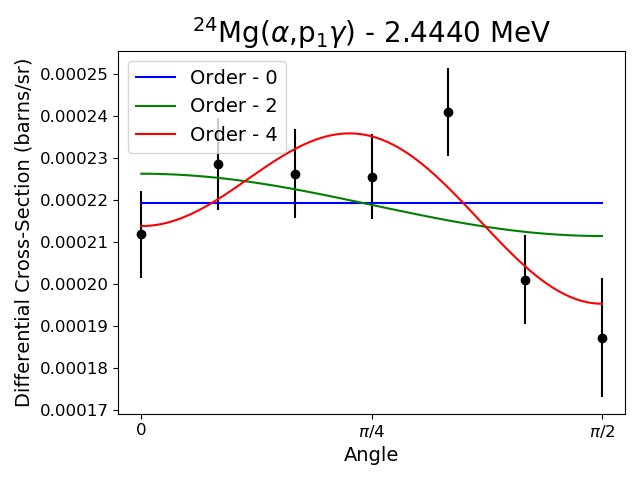 ²⁴Mg(α,p₁γ) - 2.4440 MeV
Order - 0
Order - 2
Order - 4
Differential Cross-Section (barns/sr)
0.00025
0.00024
0.00023
0.00022
0.00021
0.00020
0.00019
0.00018
0.00017
0
π/4
π/2
Angle